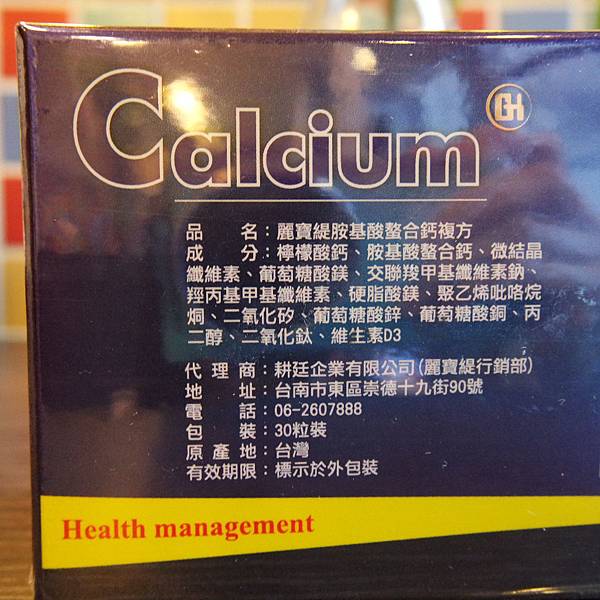 Calcium
GH
品　　名：麗寶緹胺基酸螯合鈣複方
成　　分：檸檬酸鈣、胺基酸螯合鈣、微結晶
纖維素、葡萄糖酸鎂、交聯羧甲基纖維素鈉、
羥丙基甲基纖維素、硬脂酸鎂、聚乙烯吡咯烷
烔、二氧化矽、葡萄糖酸鋅、葡萄糖酸銅、丙
二醇、二氧化鈦、維生素D3
代 理 商：耕廷企業有限公司(麗寶緹行銷部)
地　　址：台南市東區崇德十九街90號
電　　話：06-2607888
包　　裝：30粒裝
原 產 地：台灣
有效期限：標示於外包裝
Health management